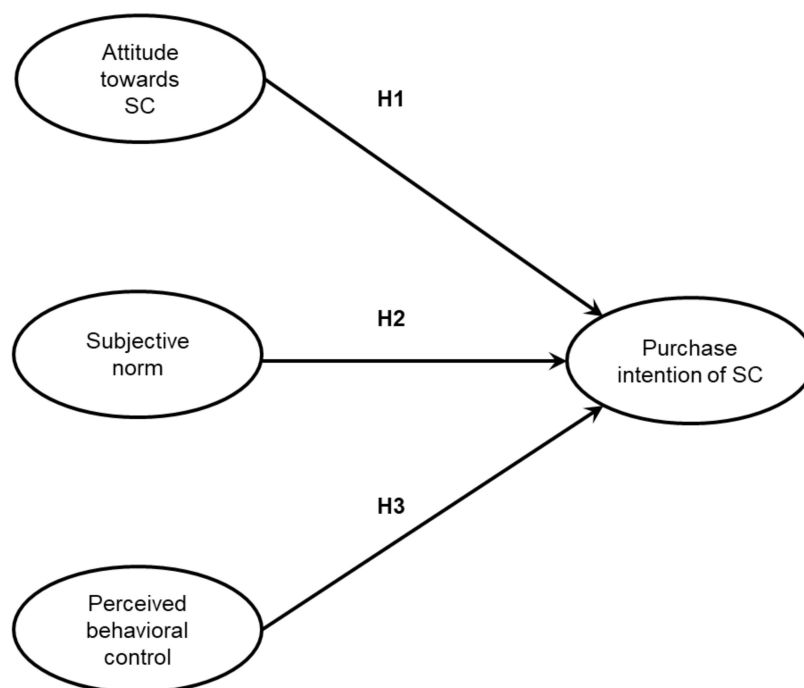 Attitude
towards
SC
H1
Subjective
norm
H2
Purchase
intention of SC
H3
Perceived
behavioral
control